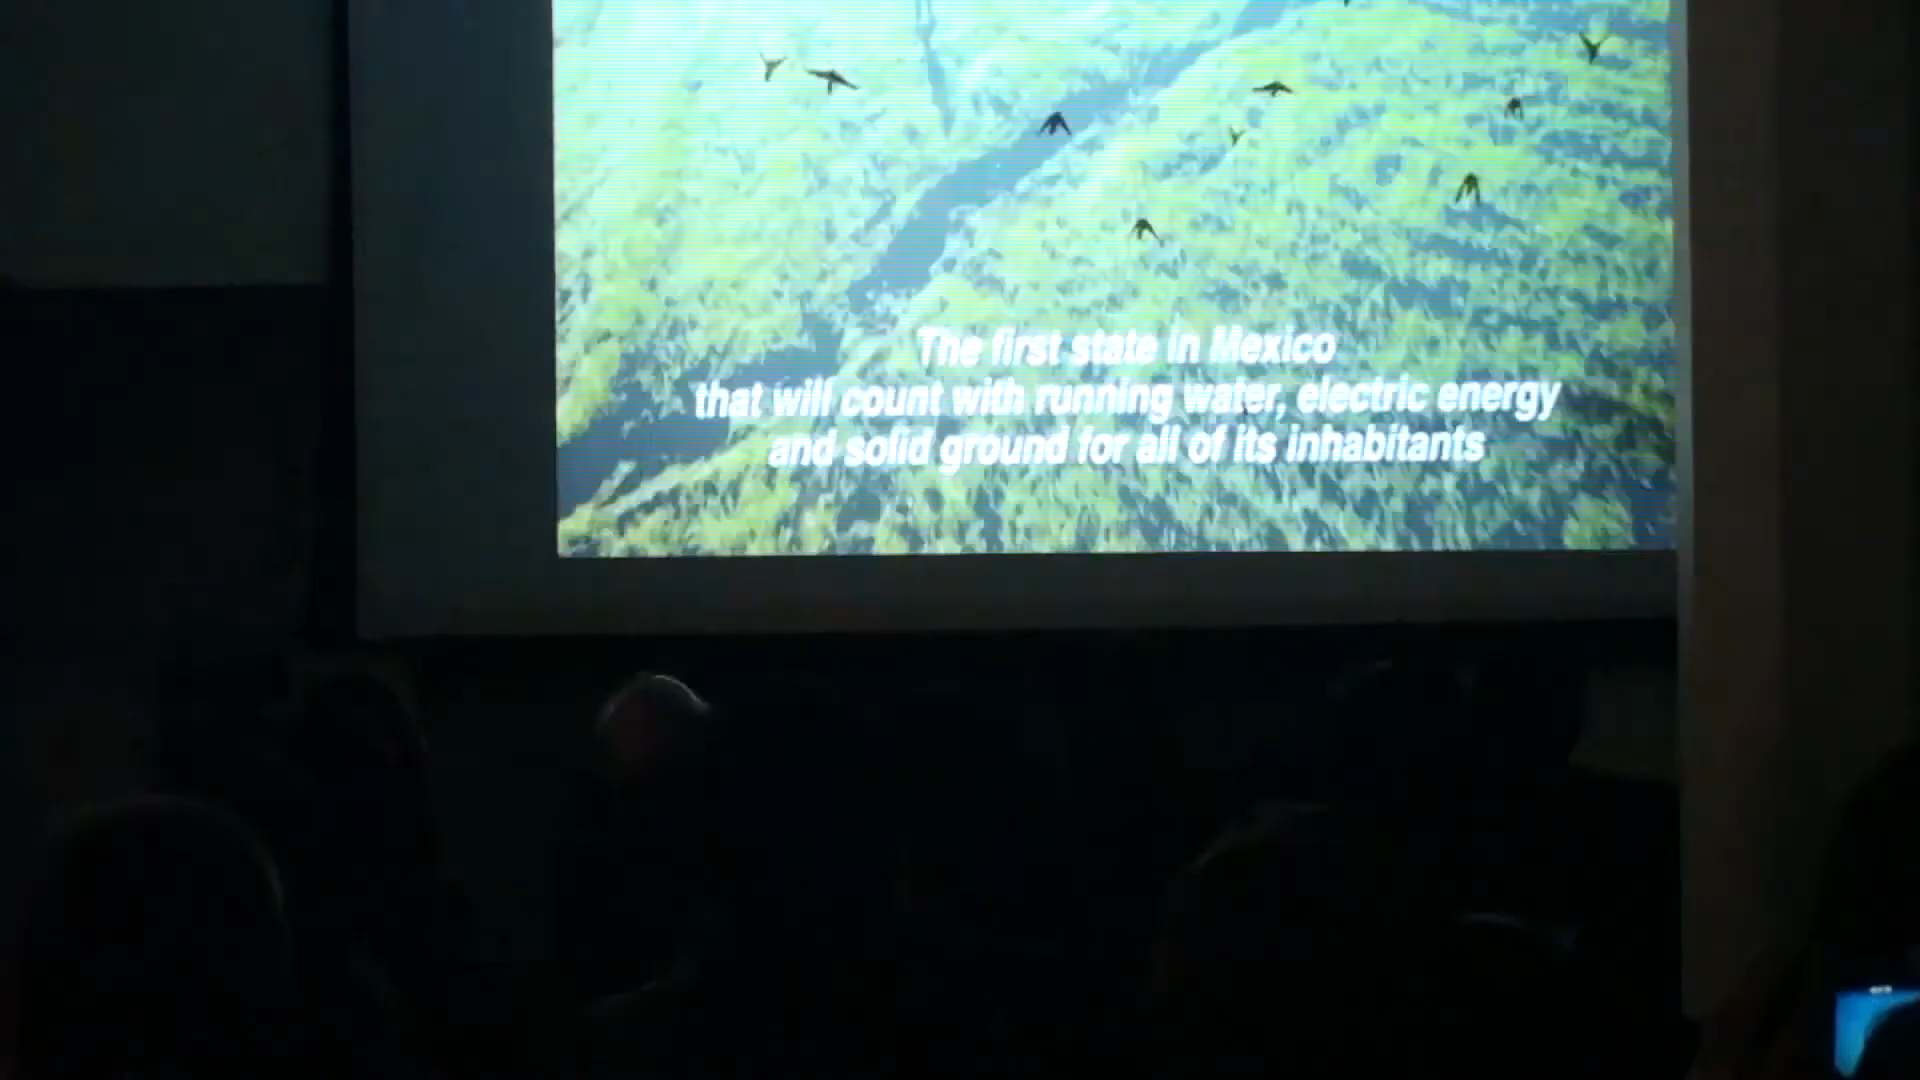 The first state in Mexico
that will count with running water, electric energy
and solid ground for all of its inhabitants